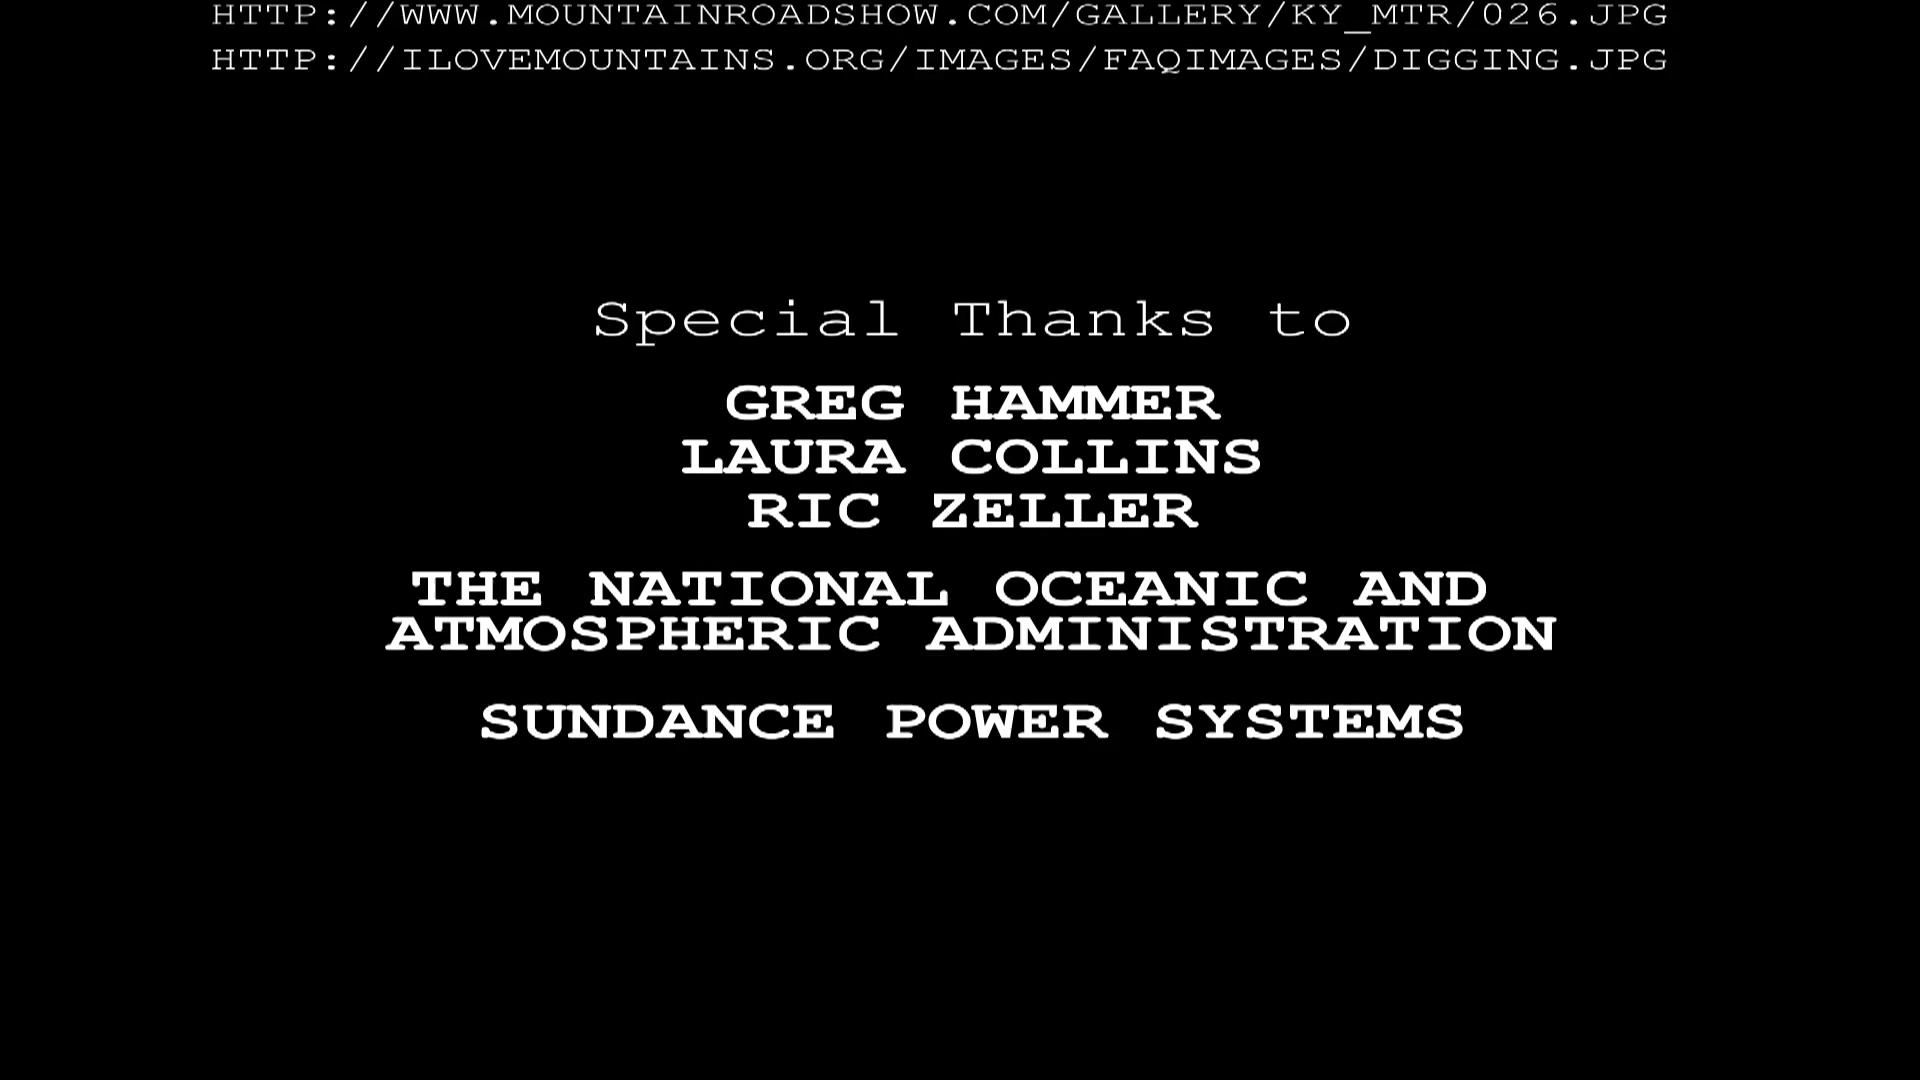 HTTP://WWW.MOUNTAINROADSHOW.COM/GALLERY/KY_MTR/026.JPG
HTTP://ILOVEMOUNTAINS.ORG/IMAGES/FAQIMAGES/DIGGING.JPG
Special Thanks to
GREG HAMMER
LAURA COLLINS
RIC ZELLER
THE NATIONAL OCEANIC AND
ATMOSPHERIC ADMINISTRATION
SUNDANCE POWER SYSTEMS